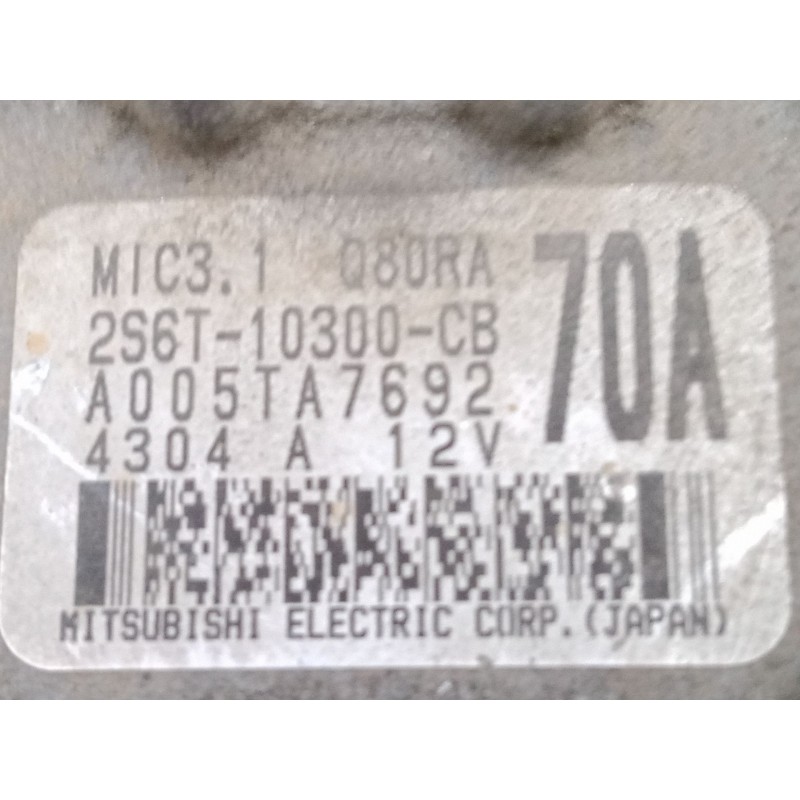 MIC3.1 Q80RA 70A
2S6T-10300-CB
A005TA7692
4304 A 12V
MITSUBISHI ELECTRIC CORP.(JAPAN)